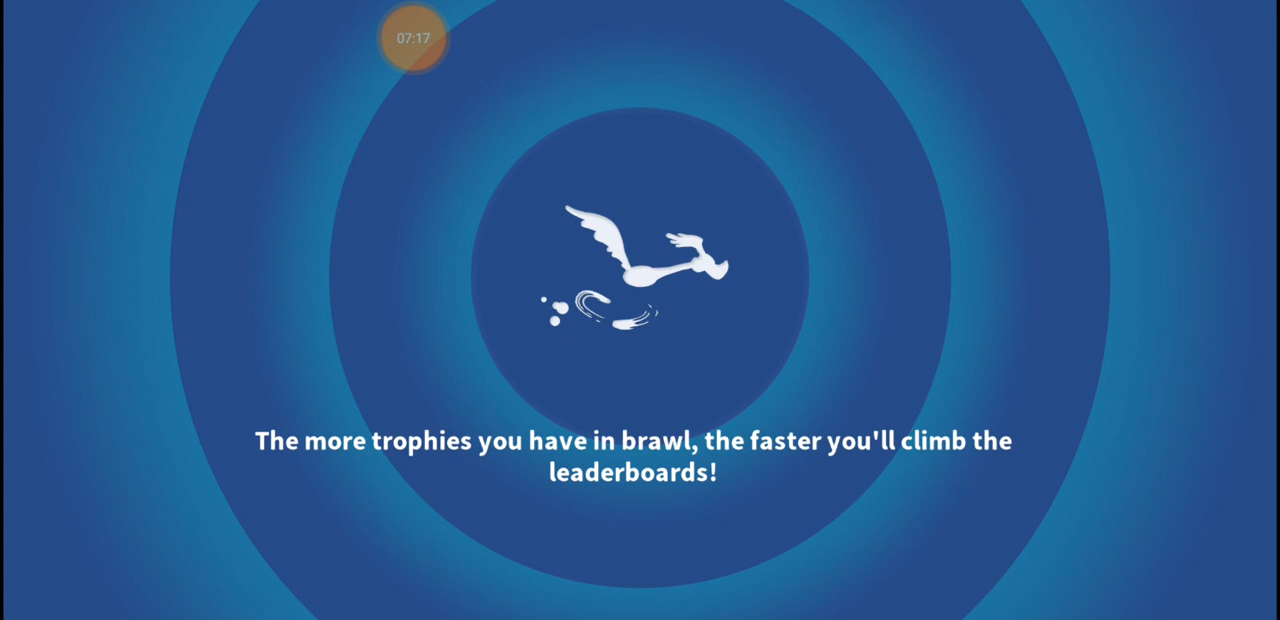 07:17
The more trophies you have in brawl, the faster you'll climb the
leaderboards!